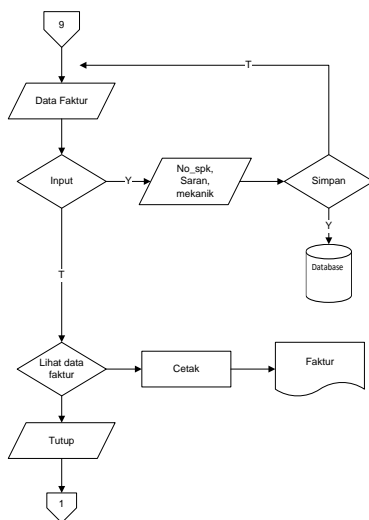 9
T
Data Faktur
Input
Y
No_spk,
Saran,
mekanik
Simpan
Y
Database
T
Lihat data
faktur
Cetak
Faktur
Tutup
1